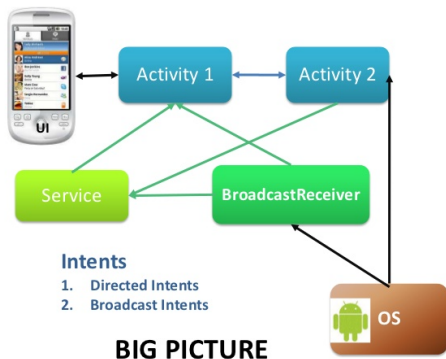 Activity 1
Activity 2
UI
Service
BroadcastReceiver
Intents
1. Directed Intents
2. Broadcast Intents
OS
BIG PICTURE